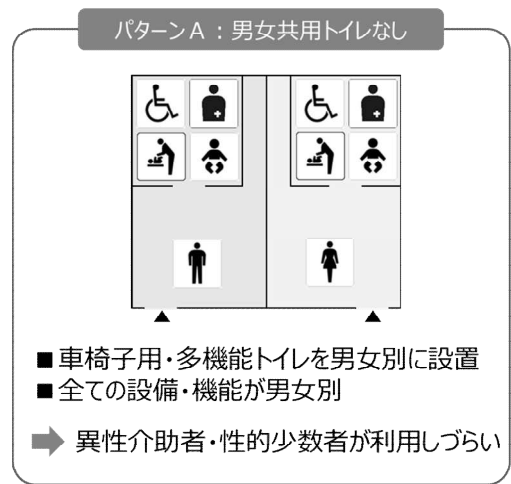 パターンA：男女共用トイレなし
■車椅子用・多機能トイレを男女別に設置
■全ての設備・機能が男女別
異性介助者・性的少数者が利用しづらい